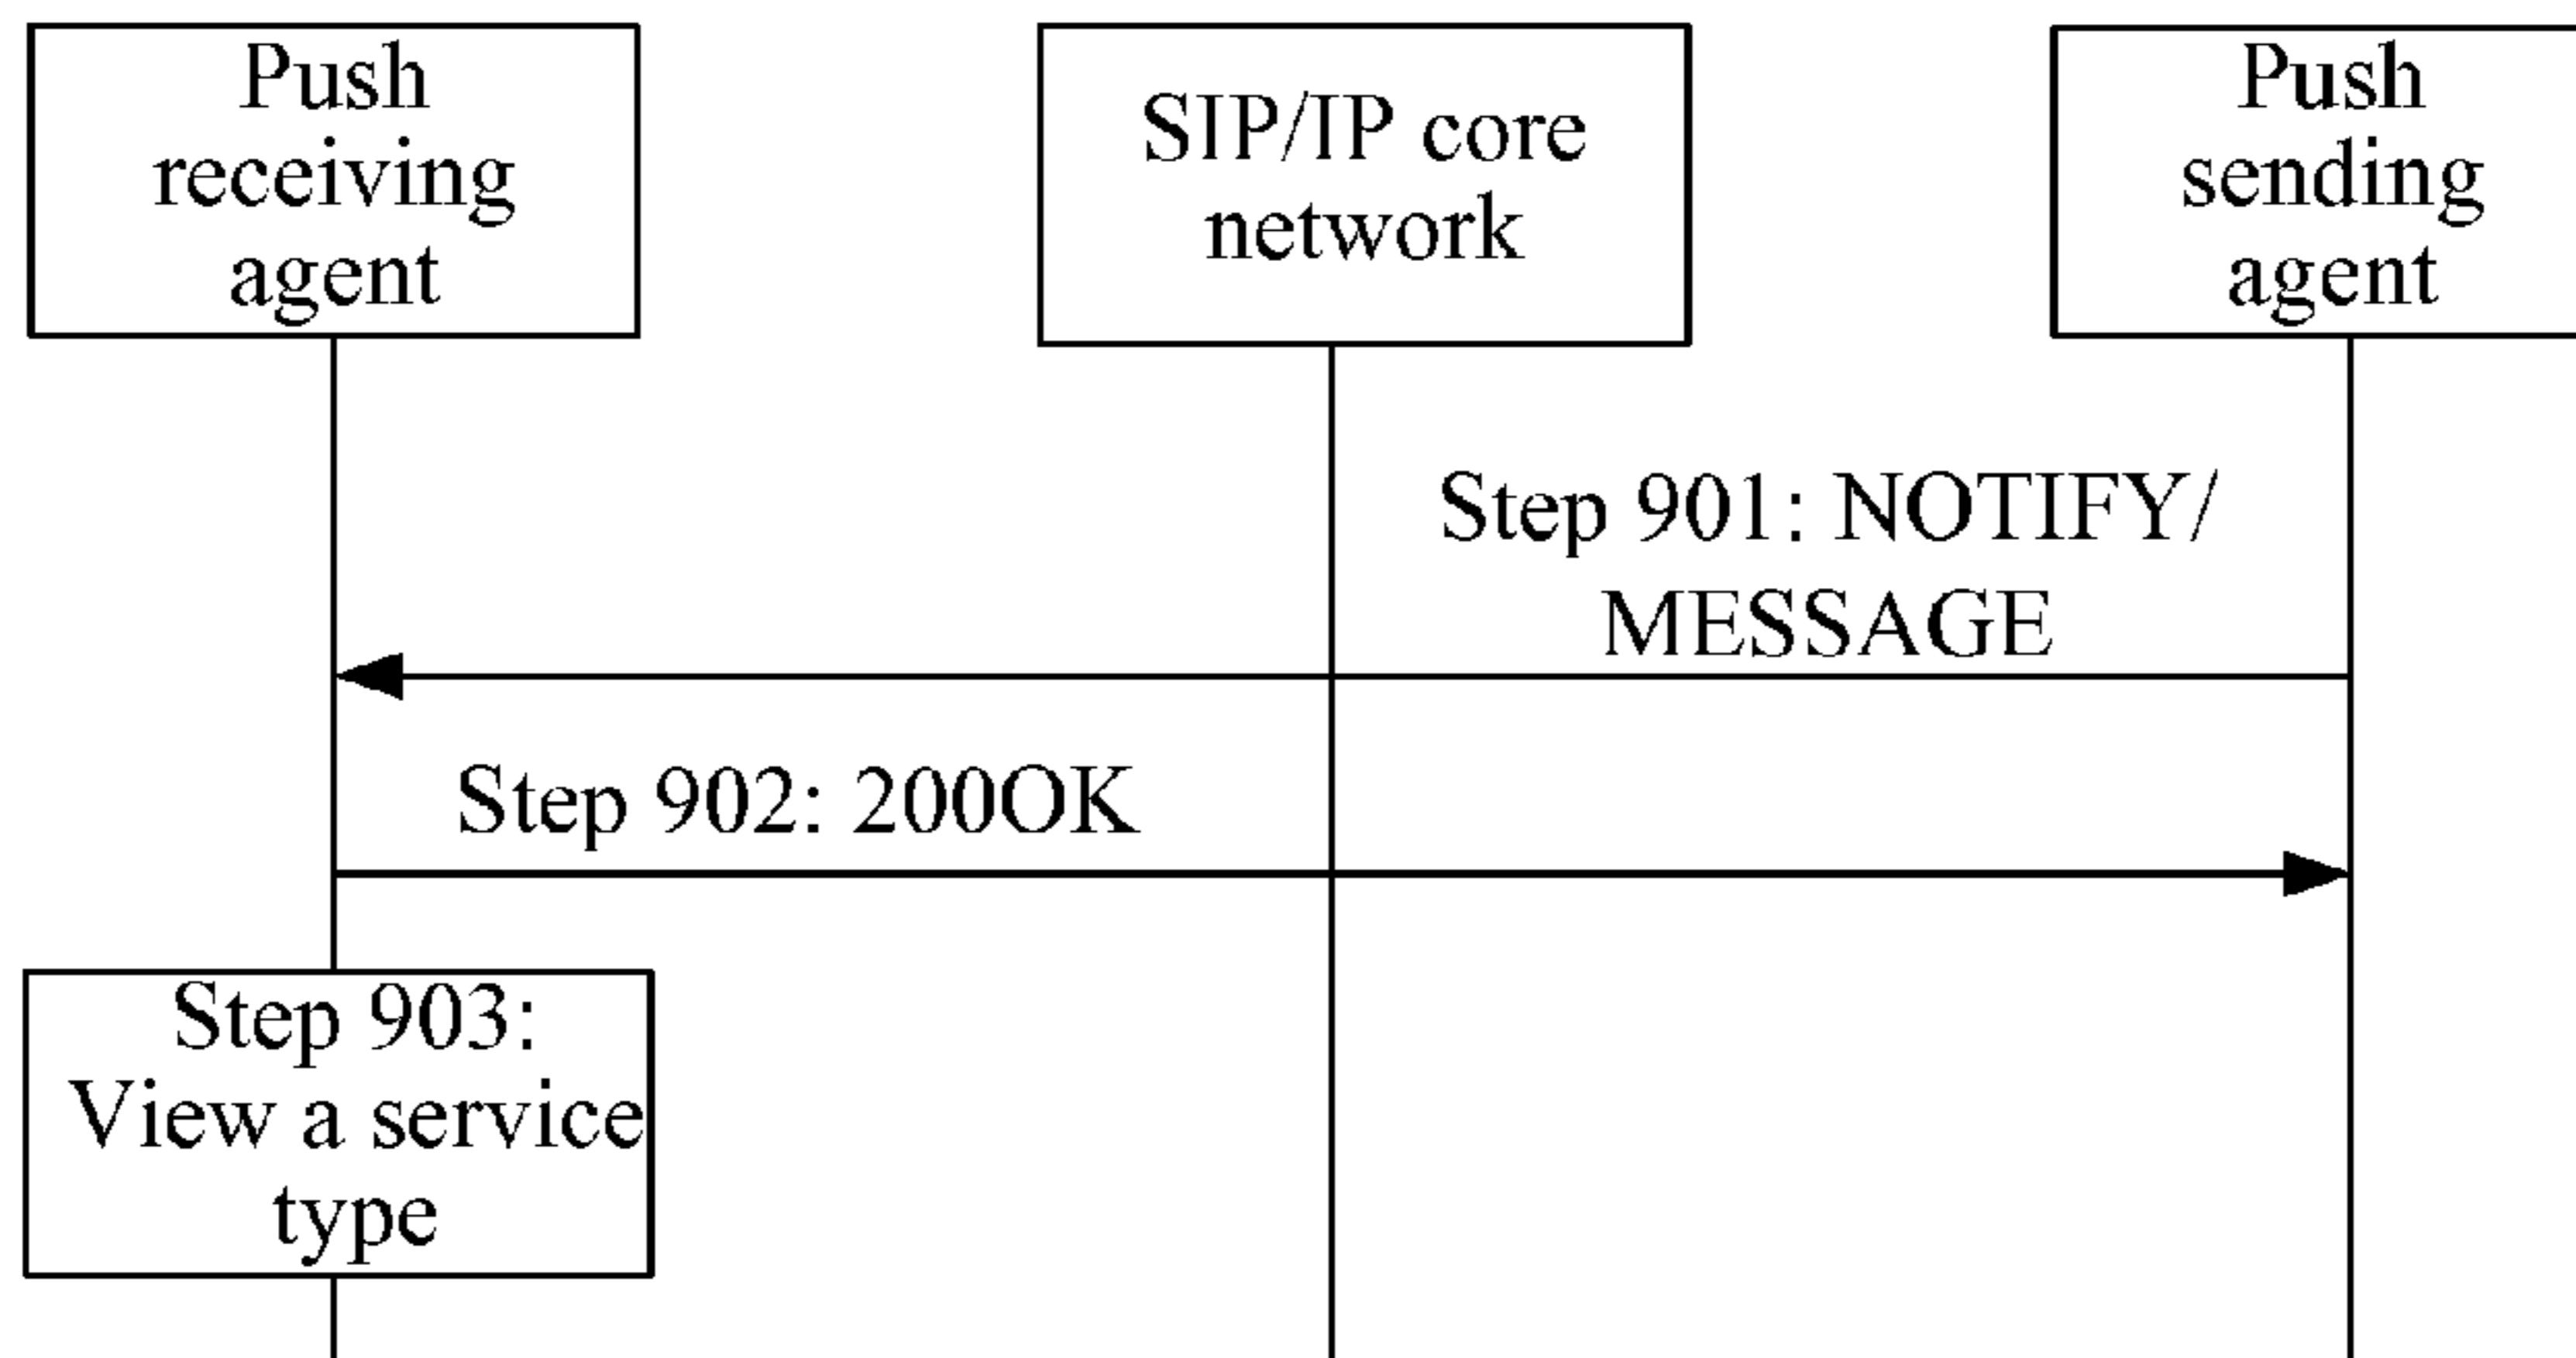 Push
receiving
agent
SIP/IP core
network
Push
sending
agent
Step 901: NOTIFY/
MESSAGE
Step 902: 200OK
Step 903:
View a service
type